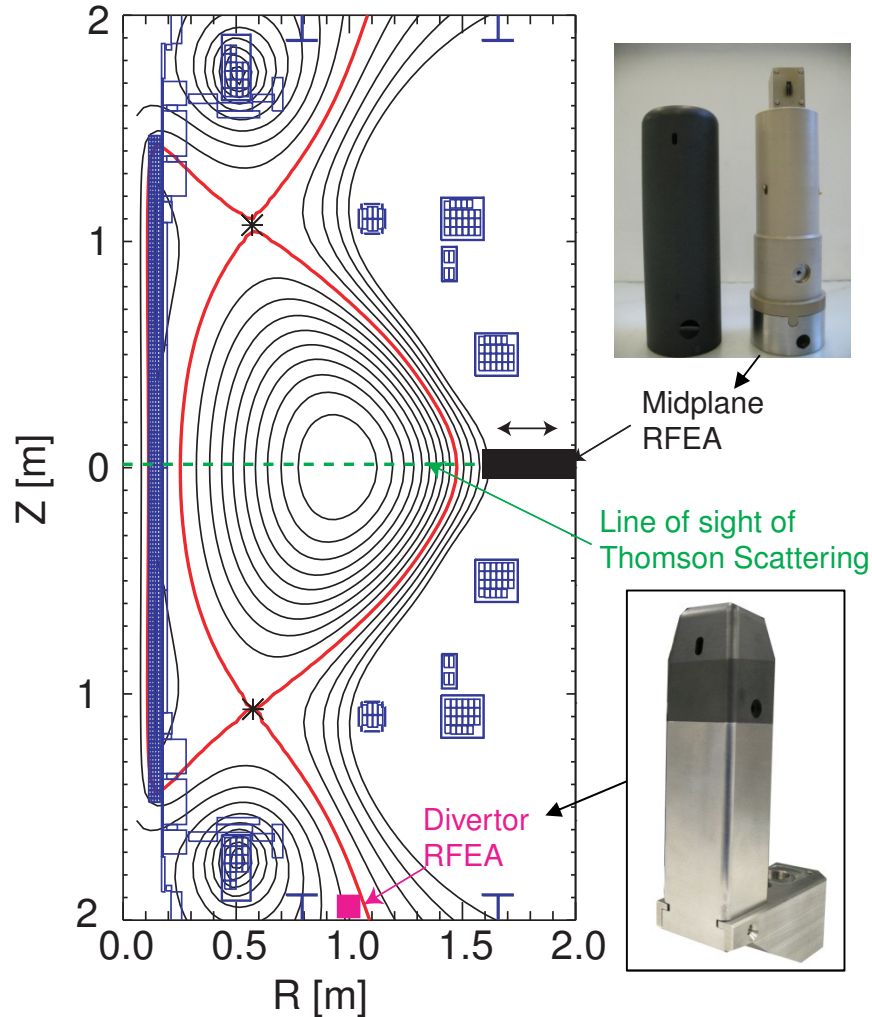 2
1
0
1
2
Z [m]
0.0 0.5 1.0 1.5 2.0
R [m]
Midplane
RFEA
Line of sight of
Thomson Scattering
Divertor
RFEA